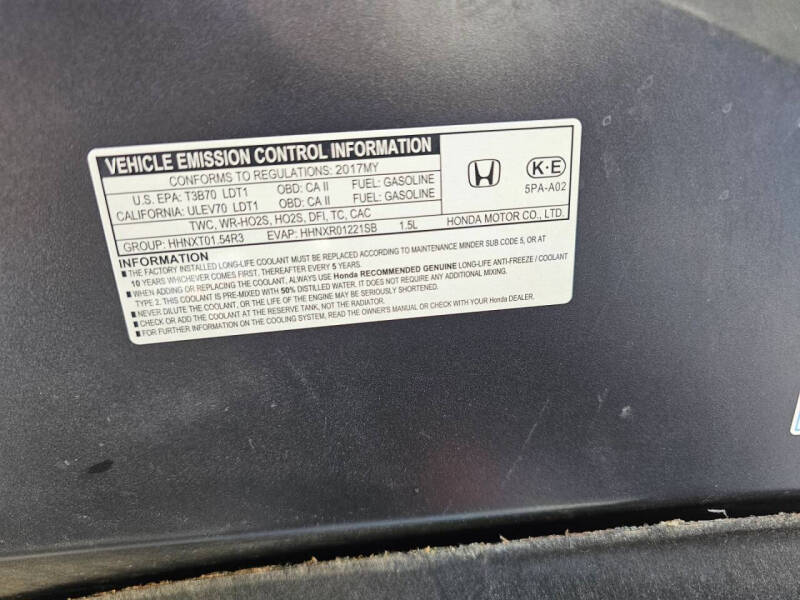 VEHICLE EMISSION CONTROL INFORMATION
CONFORMS TO REGULATIONS: 2017MY
U.S. EPA: T3B70 LDT1 OBD: CA II FUEL: GASOLINE
CALIFORNIA: ULEV70 LDT1 OBD: CA II FUEL: GASOLINE
TWC, WR-HO2S, HO2S, DFI, TC, CAC
GROUP: HHNXT01.54R3 EVAP: HHNXR01221SB 1.5L
K·E
5PA-A02
HONDA MOTOR CO., LTD.
INFORMATION
■ THE FACTORY INSTALLED LONG-LIFE COOLANT MUST BE REPLACED ACCORDING TO MAINTENANCE MINDER SUB CODE 5, OR AT
10 YEARS WHICHEVER COMES FIRST, THEREAFTER EVERY 5 YEARS.
■ WHEN ADDING OR REPLACING THE COOLANT, ALWAYS USE Honda RECOMMENDED GENUINE LONG-LIFE ANTI-FREEZE / COOLANT
TYPE 2. THIS COOLANT IS PRE-MIXED WITH 50% DISTILLED WATER. IT DOES NOT REQUIRE ANY ADDITIONAL MIXING.
■ NEVER DILUTE THE COOLANT, OR THE LIFE OF THE ENGINE MAY BE SERIOUSLY SHORTENED.
■ CHECK OR ADD COOLANT AT THE RESERVE TANK, NOT THE RADIATOR.
■ FOR FURTHER INFORMATION ON THE COOLING SYSTEM, READ THE OWNER'S MANUAL OR CHECK WITH YOUR Honda DEALER.